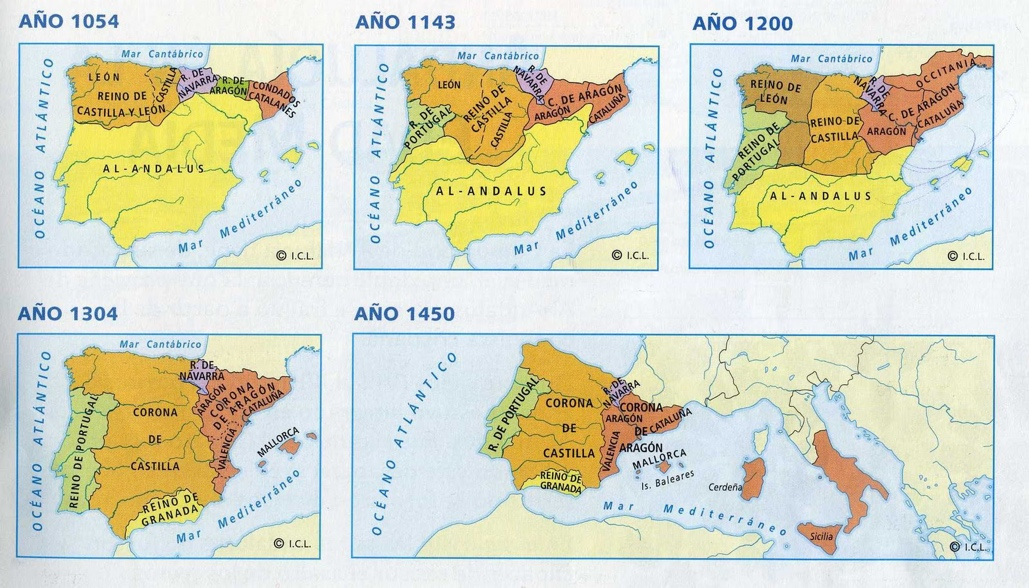 AÑO 1054
Mar Cantábrico
OCÉANO ATLÁNTICO
LEÓN
REINO DE
CASTILLA Y LEÓN
CASTILLA
R. DE
NAVARRA
R. DE
ARAGÓN
CONDADOS
CATALANES
AL-ANDALUS
Mar Mediterráneo
© I.C.L.
AÑO 1143
Mar Cantábrico
OCÉANO ATLÁNTICO
LEÓN
REINO DE
CASTILLA
CASTILLA
R. DE
NAVARRA
C. DE ARAGÓN
ARAGÓN
CATALUÑA
R. DE
PORTUGAL
AL-ANDALUS
Mar Mediterráneo
© I.C.L.
AÑO 1200
Mar Cantábrico
OCÉANO ATLÁNTICO
REINO DE
LEÓN
REINO DE
CASTILLA
R. DE
NAVARRA
OCCITANIA
C. DE ARAGÓN
ARAGÓN
CATALUÑA
REINO DE
PORTUGAL
AL-ANDALUS
Mar Mediterráneo
© I.C.L.
AÑO 1304
Mar Cantábrico
OCÉANO ATLÁNTICO
R. DE
NAVARRA
ARAGÓN
CORONA
DE ARAGÓN
CATALUÑA
CORONA
DE
CASTILLA
REINO DE PORTUGAL
VALENCIA
MALLORCA
REINO DE
GRANADA
Mar Mediterráneo
© I.C.L.
AÑO 1450
OCÉANO ATLÁNTICO
R. DE PORTUGAL
CORONA
DE
CASTILLA
R. DE
NAVARRA
CORONA
ARAGÓN
DE CATALUÑA
ARAGÓN
VALENCIA
MALLORCA
Is. Baleares
REINO DE
GRANADA
Cerdeña
Sicilia
Mar Mediterráneo
© I.C.L.